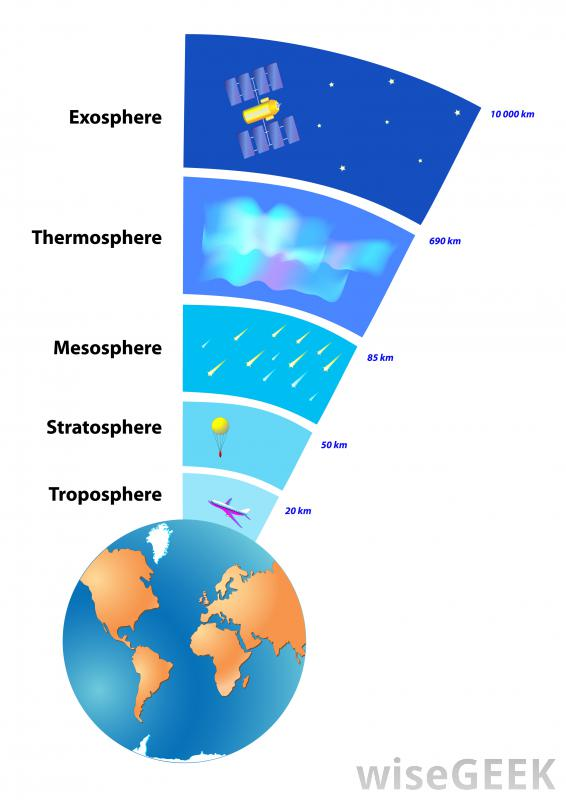 Exosphere
10 000 km
Thermosphere
690 km
Mesosphere
85 km
Stratosphere
50 km
Troposphere
20 km
wiseGEEK